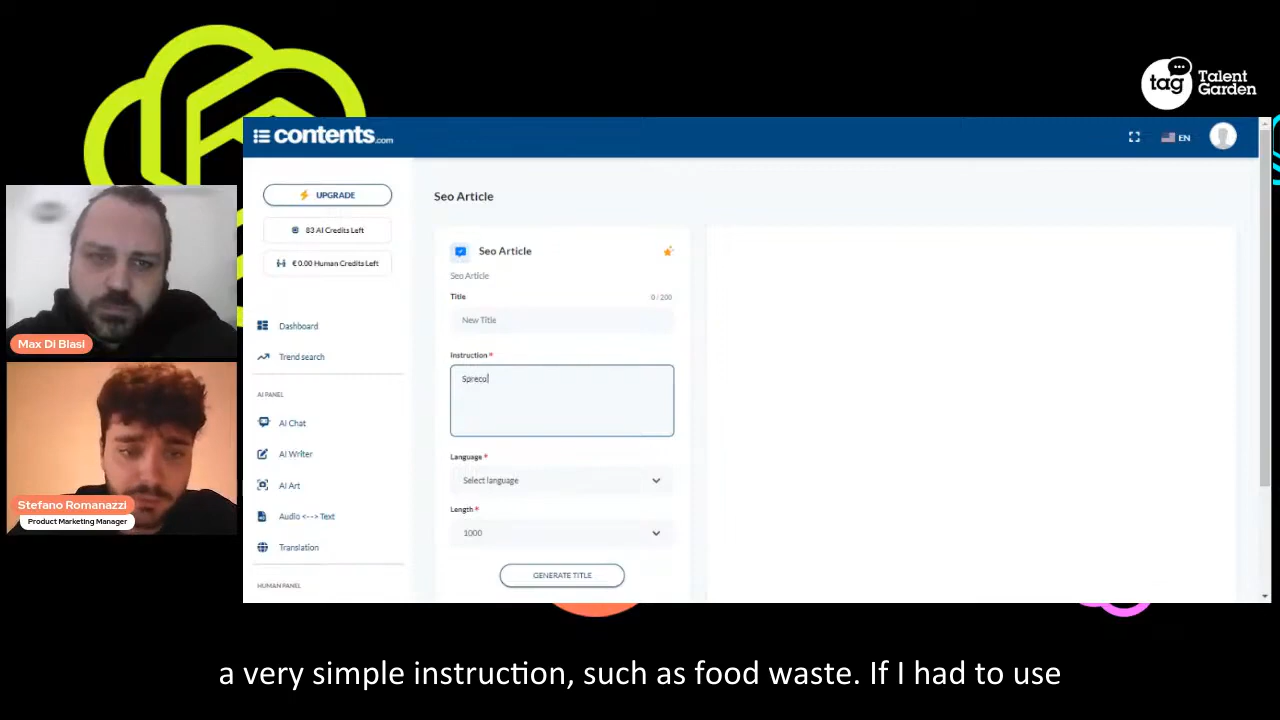 tag
Talent
Garden
contents.com
EN
UPGRADE
83 AI Credits Left
€ 0.00 Human Credits Left
Dashboard
Trend search
AI PANEL
AI Chat
AI Writer
AI Art
Audio <--> Text
Translation
HUMAN PANEL
Seo Article
Seo Article
Seo Article
Title 0 / 200
New Title
Instruction *
Spreco
Language *
Select language
Length *
1000
GENERATE TITLE
Max Di Blasi
Stefano Romanazzi
Product Marketing Manager
a very simple instruction, such as food waste. If I had to use